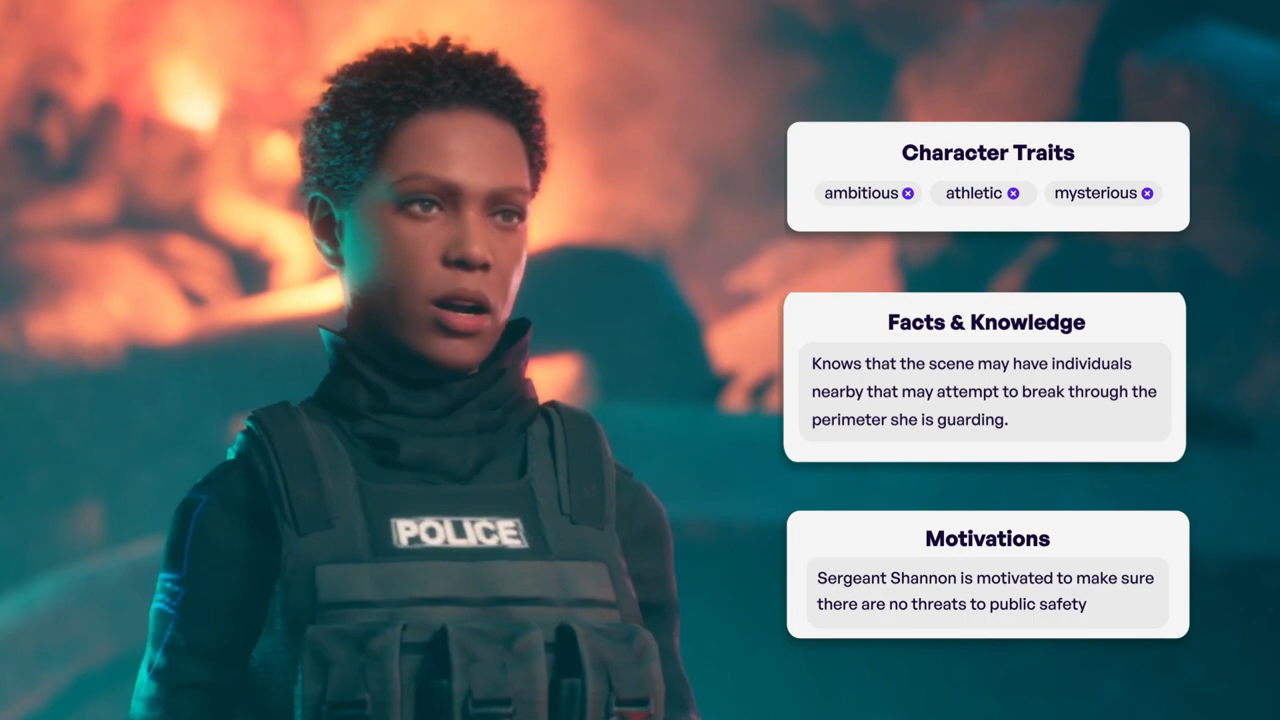 Character Traits
ambitious athletic mysterious
Facts & Knowledge
Knows that the scene may have individuals
nearby that may attempt to break through the
perimeter she is guarding.
POLICE
Motivations
Sergeant Shannon is motivated to make sure
there are no threats to public safety